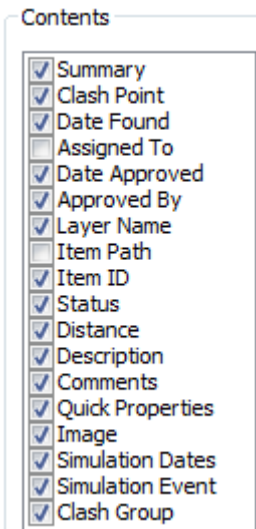 Contents
Summary
Clash Point
Date Found
Assigned To
Date Approved
Approved By
Layer Name
Item Path
Item ID
Status
Distance
Description
Comments
Quick Properties
Image
Simulation Dates
Simulation Event
Clash Group